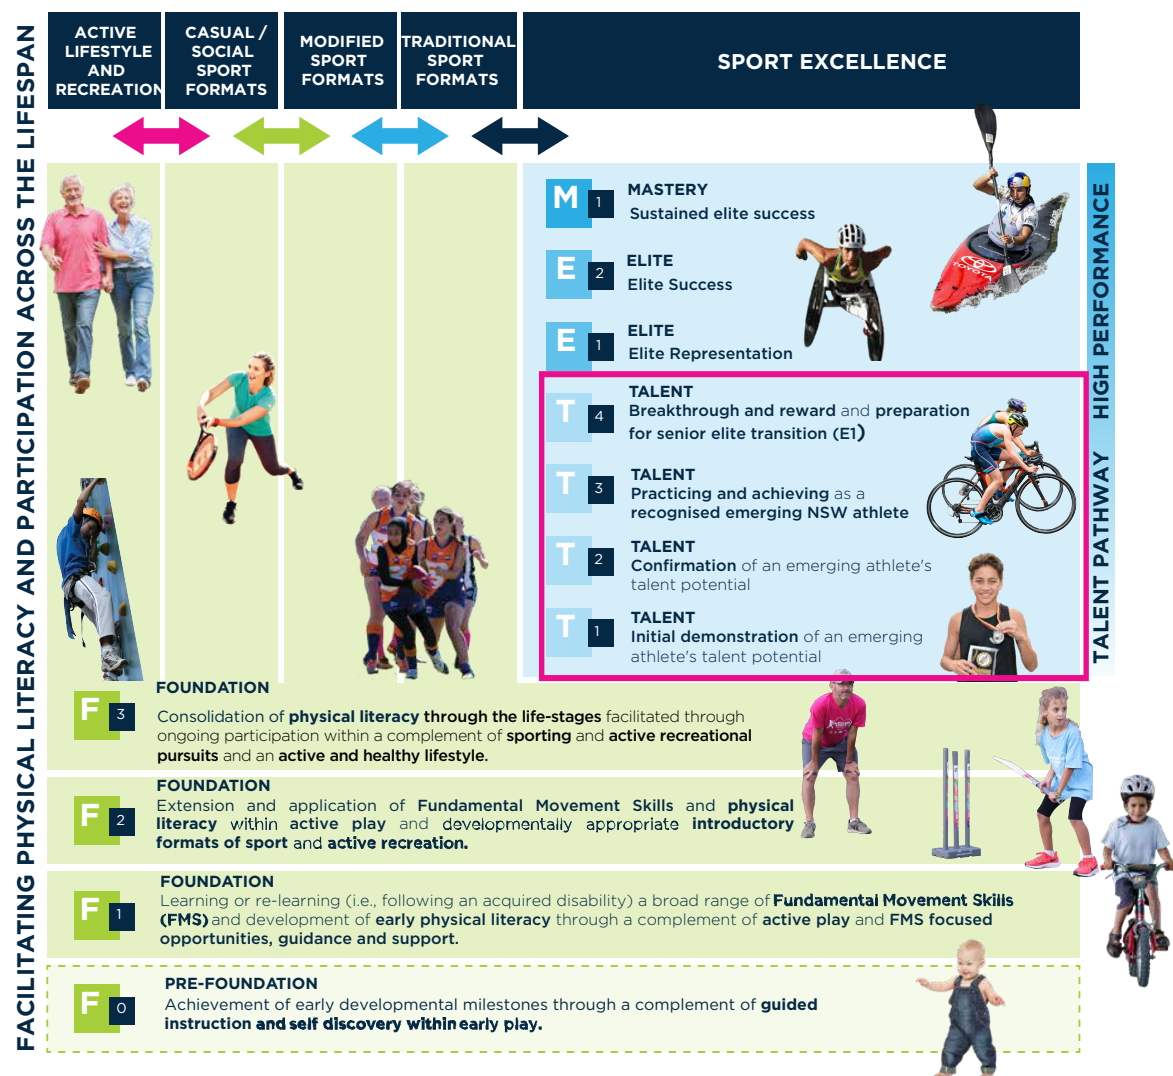 FACILITATING PHYSICAL LITERACY AND PARTICIPATION ACROSS THE LIFESPAN
ACTIVE
LIFESTYLE
AND
RECREATION
CASUAL /
SOCIAL
SPORT
FORMATS
MODIFIED
SPORT
FORMATS
TRADITIONAL
SPORT
FORMATS
SPORT EXCELLENCE
M 1
MASTERY
Sustained elite success
E 2
ELITE
Elite Success
E 1
ELITE
Elite Representation
T 4
TALENT
Breakthrough and reward and preparation
for senior elite transition (E1)
T 3
TALENT
Practicing and achieving as a
recognised emerging NSW athlete
T 2
TALENT
Confirmation of an emerging athlete's
talent potential
T 1
TALENT
Initial demonstration of an emerging
athlete's talent potential
HIGH PERFORMANCE
TALENT PATHWAY
TOYOTA
F 3
FOUNDATION
Consolidation of physical literacy through the life-stages facilitated through
ongoing participation within a complement of sporting and active recreational
pursuits and an active and healthy lifestyle.
F 2
FOUNDATION
Extension and application of Fundamental Movement Skills and physical
literacy within active play and developmentally appropriate introductory
formats of sport and active recreation.
F 1
FOUNDATION
Learning or re-learning (i.e., following an acquired disability) a broad range of Fundamental Movement Skills
(FMS) and development of early physical literacy through a complement of active play and FMS focused
opportunities, guidance and support.
F 0
PRE-FOUNDATION
Achievement of early developmental milestones through a complement of guided
instruction and self discovery within early play.